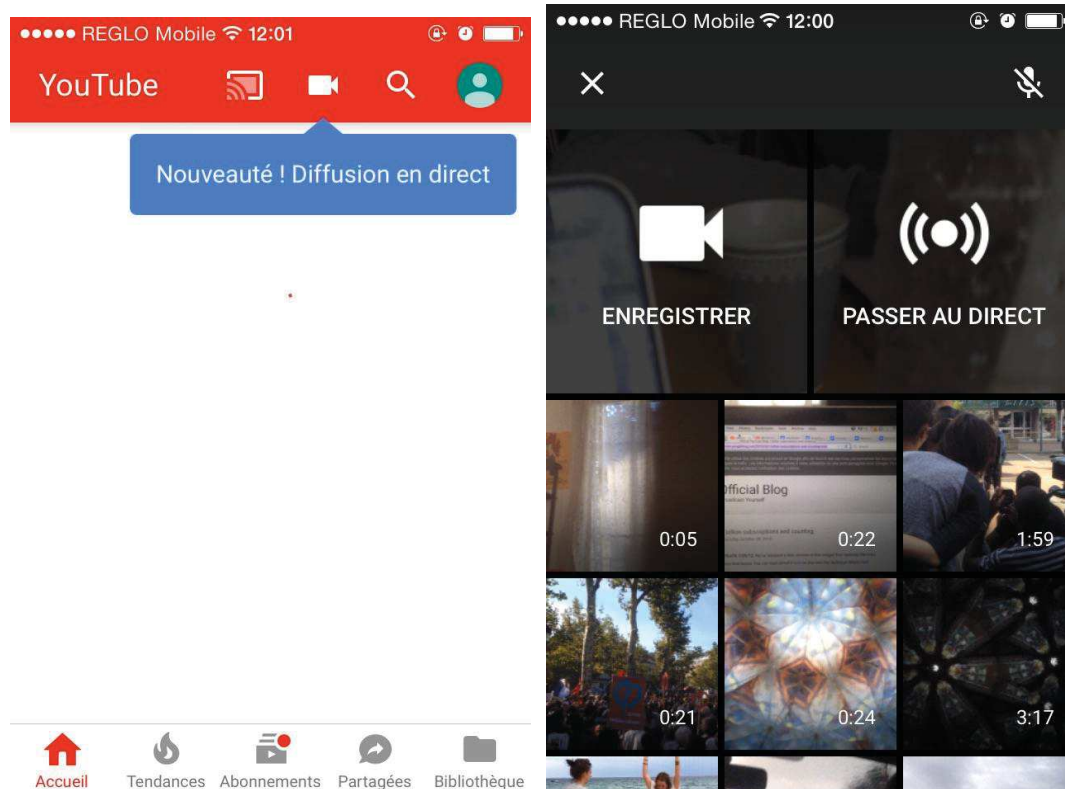 REGLO Mobile 12:01
YouTube
Nouveauté ! Diffusion en direct
Accueil
Tendances
Abonnements
Partagées
Bibliothèque
REGLO Mobile 12:00
ENREGISTRER
PASSER AU DIRECT
0:05
Official Blog
0:22
1:59
0:21
0:24
3:17